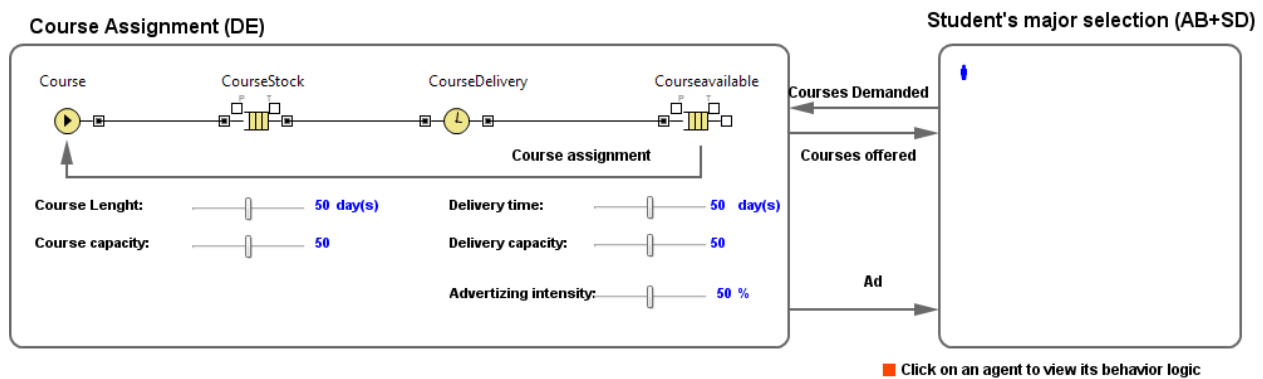 Course Assignment (DE)
Student's major selection (AB+SD)
Course
CourseStock
CourseDelivery
Courseavailable
P T
P T
Courses Demanded
Course assignment
Courses offered
Course Lenght: 50 day(s)
Delivery time: 50 day(s)
Course capacity: 50
Delivery capacity: 50
Advertizing intensity: 50 %
Ad
Click on an agent to view its behavior logic